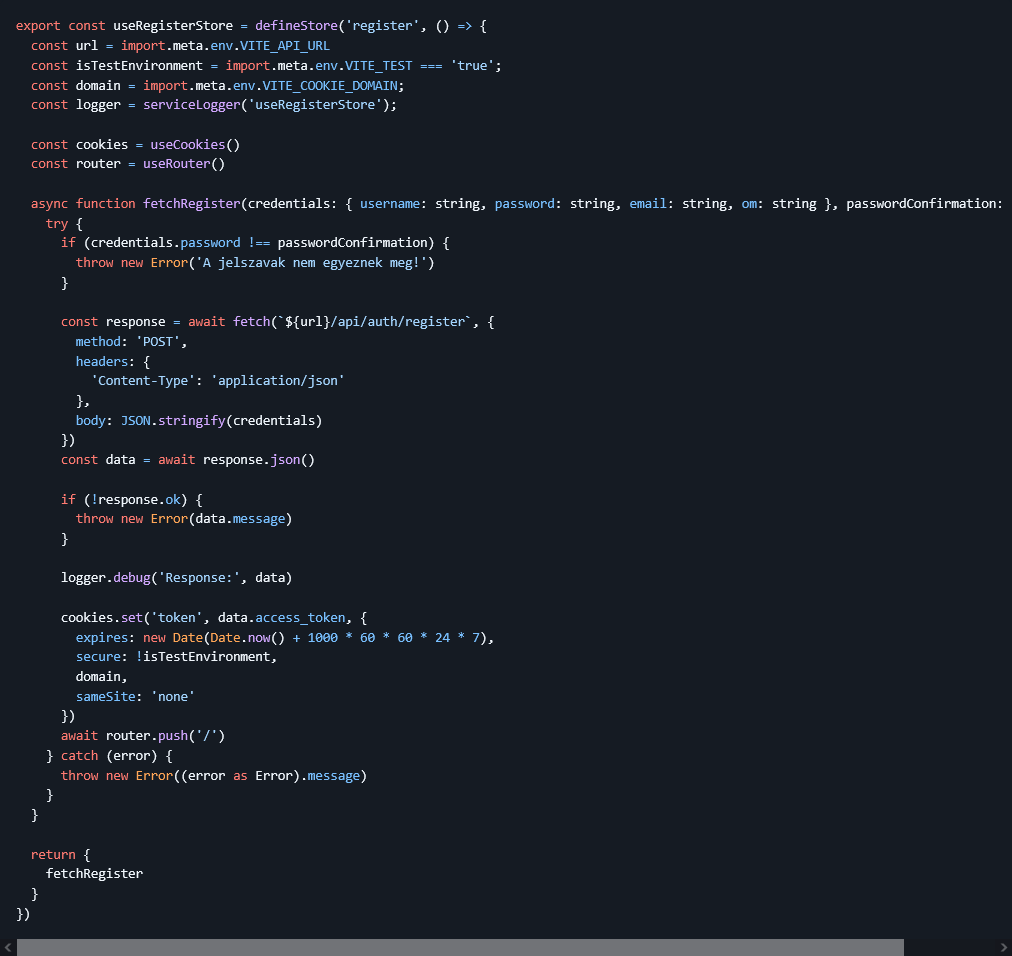 export const useRegisterStore = defineStore('register', () => {
  const url = import.meta.env.VITE_API_URL
  const isTestEnvironment = import.meta.env.VITE_TEST === 'true';
  const domain = import.meta.env.VITE_COOKIE_DOMAIN;
  const logger = serviceLogger('useRegisterStore');

  const cookies = useCookies()
  const router = useRouter()

  async function fetchRegister(credentials: { username: string, password: string, email: string, om: string }, passwordConfirmation:
    try {
      if (credentials.password !== passwordConfirmation) {
        throw new Error('A jelszavak nem egyeznek meg!')
      }

      const response = await fetch(`${url}/api/auth/register`, {
        method: 'POST',
        headers: {
          'Content-Type': 'application/json'
        },
        body: JSON.stringify(credentials)
      })
      const data = await response.json()

      if (!response.ok) {
        throw new Error(data.message)
      }

      logger.debug('Response:', data)

      cookies.set('token', data.access_token, {
        expires: new Date(Date.now() + 1000 * 60 * 60 * 24 * 7),
        secure: !isTestEnvironment,
        domain,
        sameSite: 'none'
      })
      await router.push('/')
    } catch (error) {
      throw new Error((error as Error).message)
    }
  }

  return {
    fetchRegister
  }
})